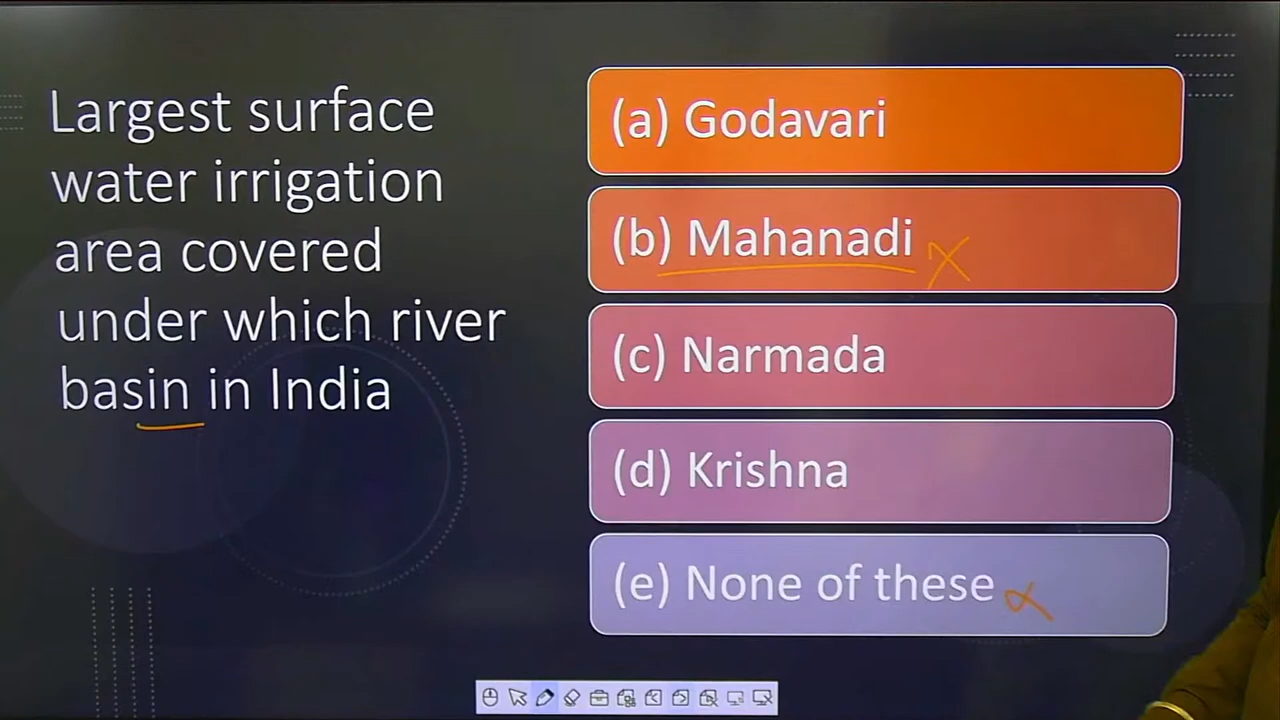 Largest surface
water irrigation
area covered
under which river
basin in India
(a) Godavari
(b) Mahanadi
(c) Narmada
(d) Krishna
(e) None of these